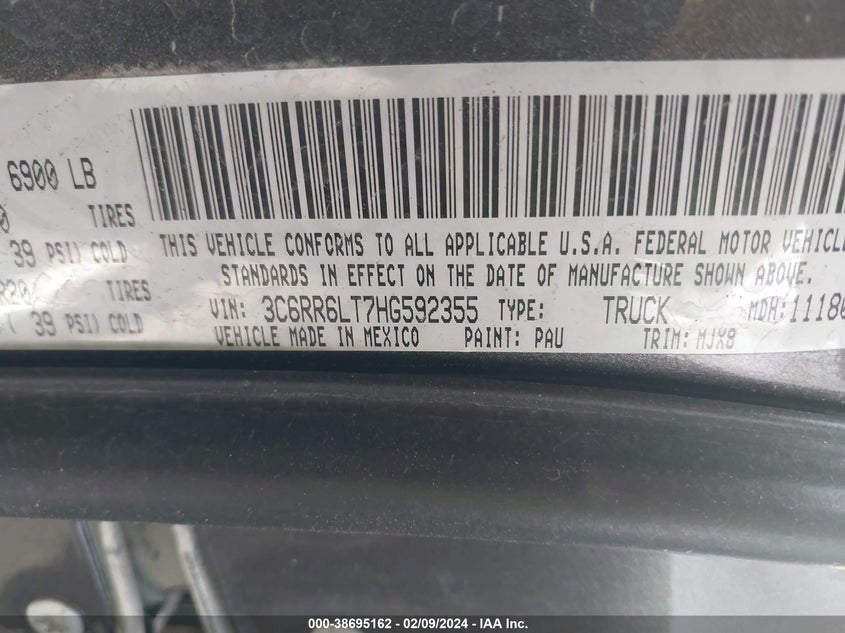 6900 LB
TIRES
39 PSI) COLD
THIS VEHICLE CONFORMS TO ALL APPLICABLE U.S.A. FEDERAL MOTOR VEHICLE
STANDARDS IN EFFECT ON THE DATE OF MANUFACTURE SHOWN ABOVE.
R20 TIRES
VIN: 3C6RR6LT7HG592355 TYPE: TRUCK MDH:11180
( 39 PSI) COLD
VEHICLE MADE IN MEXICO PAINT: PAU TRIM: MJX8
000-38695162 / 02/09/2024 - IAA Inc.